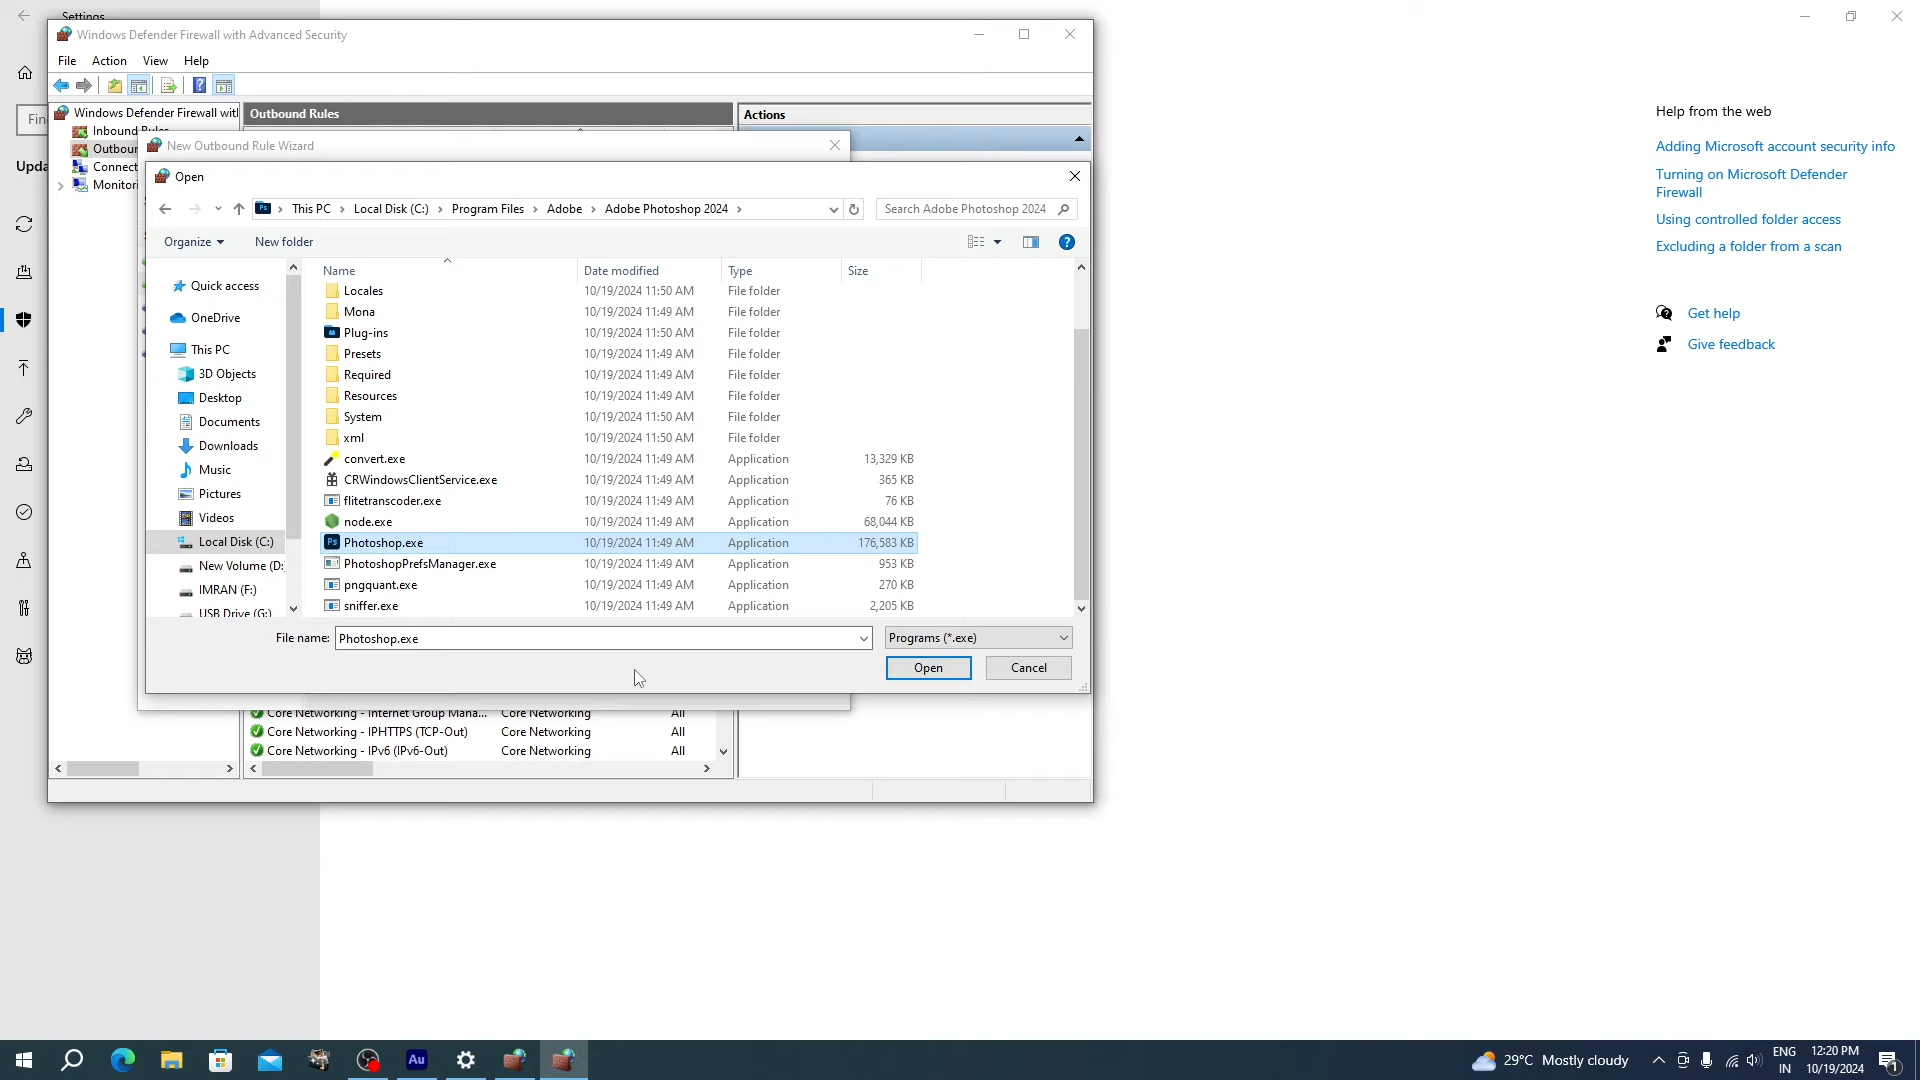 Settings
Windows Defender Firewall with Advanced Security
File Action View Help
Windows Defender Firewall witl
Inbound Rules
Outbour
Connect
Monitori
Outbound Rules
Actions
Fin
Upda
New Outbound Rule Wizard
Open
This PC Local Disk (C:) Program Files Adobe Adobe Photoshop 2024
Search Adobe Photoshop 2024
Organize New folder
Quick access
OneDrive
This PC
3D Objects
Desktop
Documents
Downloads
Music
Pictures
Videos
Local Disk (C:)
New Volume (D:
IMRAN (F:)
USB Drive (G:)
Name Date modified Type Size
Locales 10/19/2024 11:50 AM File folder
Mona 10/19/2024 11:49 AM File folder
Plug-ins 10/19/2024 11:50 AM File folder
Presets 10/19/2024 11:49 AM File folder
Required 10/19/2024 11:49 AM File folder
Resources 10/19/2024 11:49 AM File folder
System 10/19/2024 11:50 AM File folder
xml 10/19/2024 11:50 AM File folder
convert.exe 10/19/2024 11:49 AM Application 13,329 KB
CRWindowsClientService.exe 10/19/2024 11:49 AM Application 365 KB
flitetranscoder.exe 10/19/2024 11:49 AM Application 76 KB
node.exe 10/19/2024 11:49 AM Application 68,044 KB
Photoshop.exe 10/19/2024 11:49 AM Application 176,583 KB
PhotoshopPrefsManager.exe 10/19/2024 11:49 AM Application 953 KB
pngquant.exe 10/19/2024 11:49 AM Application 270 KB
sniffer.exe 10/19/2024 11:49 AM Application 2,205 KB
File name: Photoshop.exe
Programs (*.exe)
Open Cancel
Core Networking - Internet Group Mana... Core Networking All
Core Networking - IPHTTPS (TCP-Out) Core Networking All
Core Networking - IPv6 (IPv6-Out) Core Networking All
Help from the web
Adding Microsoft account security info
Turning on Microsoft Defender
Firewall
Using controlled folder access
Excluding a folder from a scan
Get help
Give feedback
Au
29°C Mostly cloudy
ENG
IN
12:20 PM
10/19/2024
1